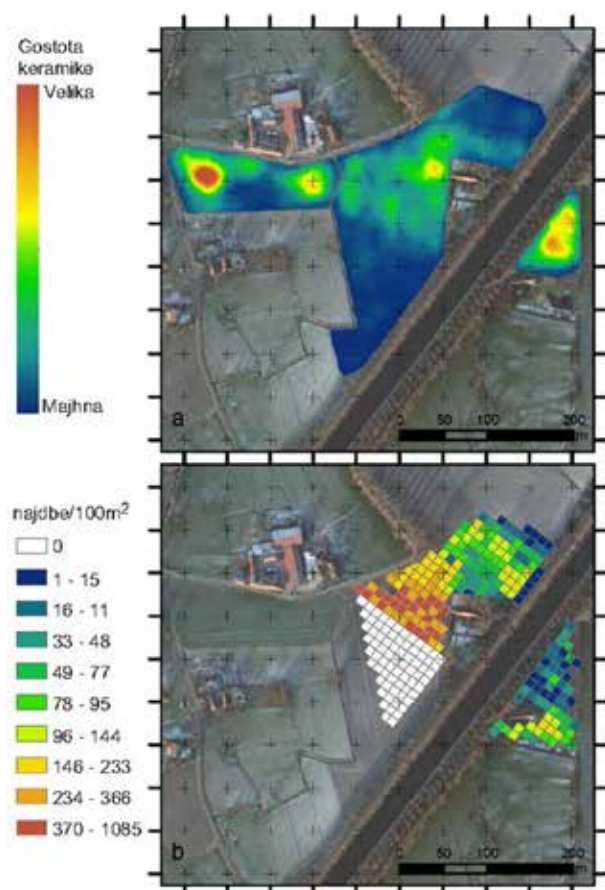 Gostota
keramike
Velika
Majhna
a
0 50 100 200
m
najdbe/100m²
0
1 - 15
16 - 11
33 - 48
49 - 77
78 - 95
96 - 144
146 - 233
234 - 366
370 - 1085
b
0 50 100 200
m